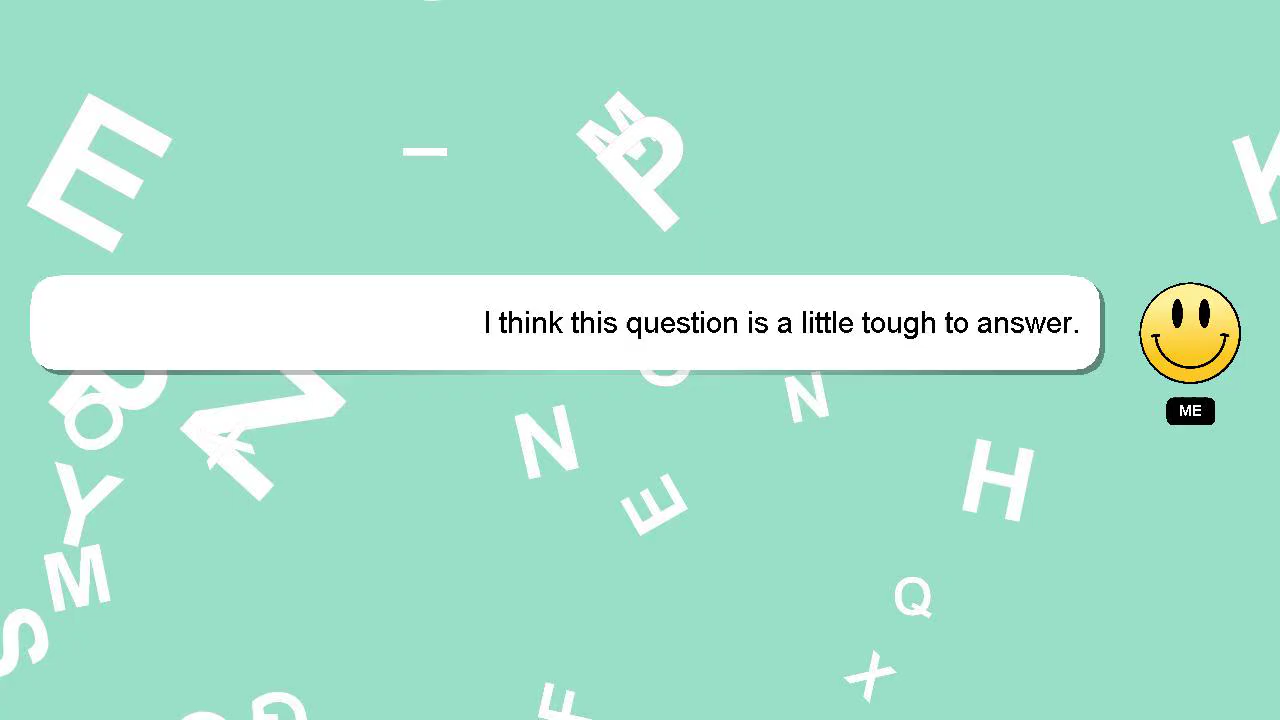 E
I
M
P
K
I think this question is a little tough to answer.
ME
Z
N
N
A
Y
E
H
M
Q
S
X
G
F